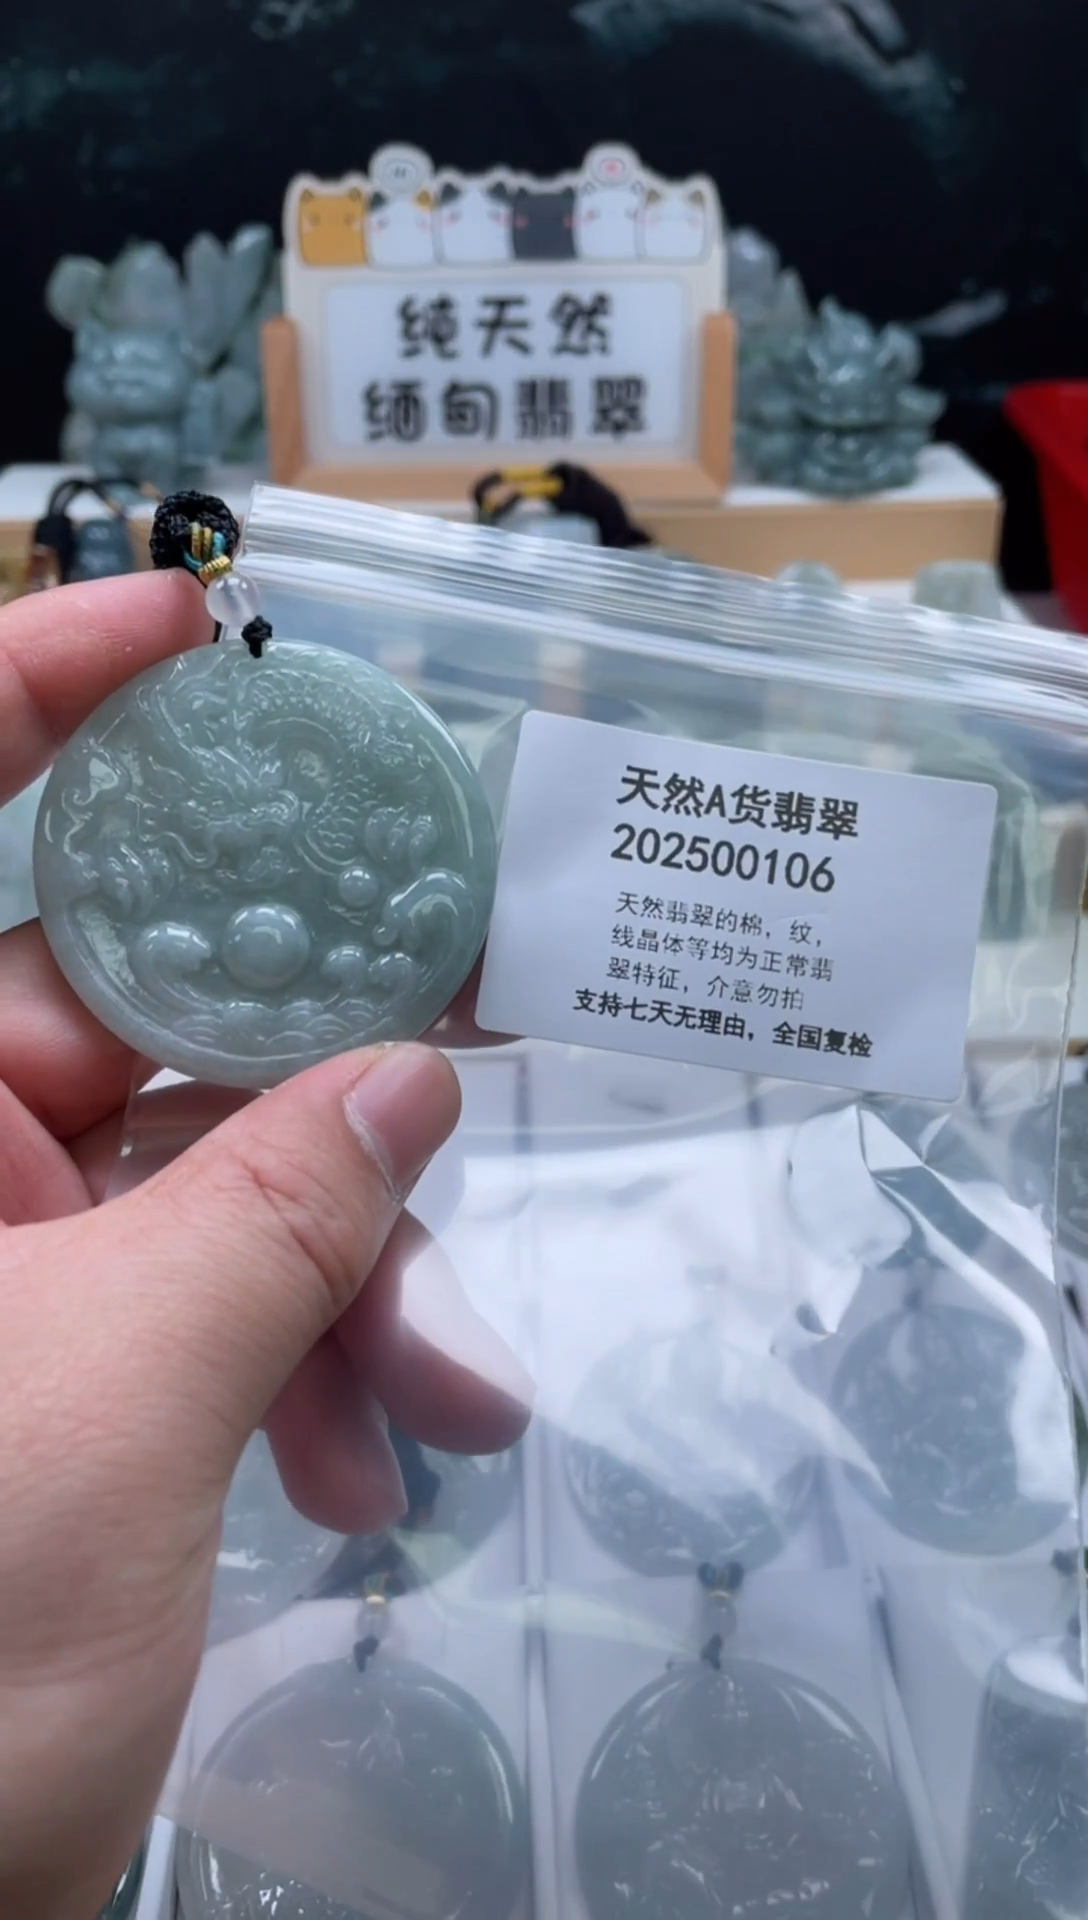 纯天然
缅甸翡翠
天然A货翡翠
202500106
天然翡翠的棉，纹，
线晶体等均为正常翡
翠特征，介意勿拍
支持七天无理由，全国复检